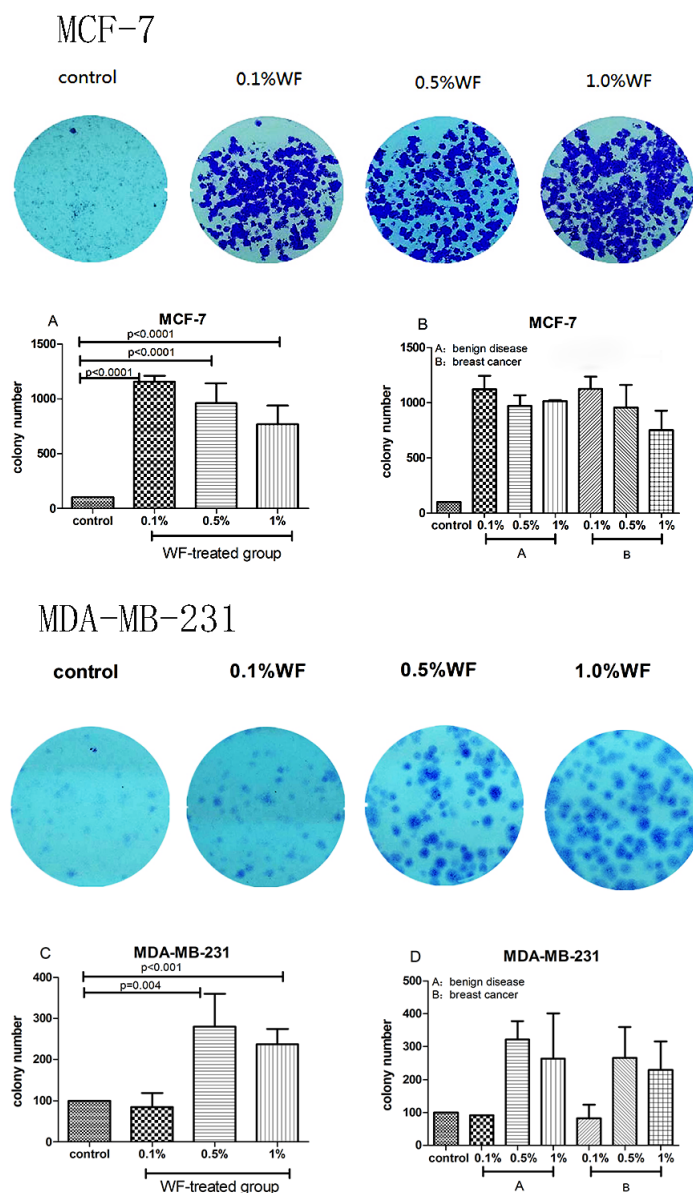 MCF-7
control 0.1%WF 0.5%WF 1.0%WF
A
MCF-7
p<0.0001
p<0.0001
p<0.0001
colony number
1500
1000
500
0
control 0.1% 0.5% 1%
WF-treated group
B
MCF-7
A: benign disease
B: breast cancer
colony number
1500
1000
500
0
control 0.1% 0.5% 1% 0.1% 0.5% 1%
A B
MDA-MB-231
control 0.1%WF 0.5%WF 1.0%WF
C
MDA-MB-231
p<0.001
p=0.004
colony number
400
300
200
100
0
control 0.1% 0.5% 1%
WF-treated group
D
MDA-MB-231
A: benign disease
B: breast cancer
colony number
500
400
300
200
100
0
control 0.1% 0.5% 1% 0.1% 0.5% 1%
A B